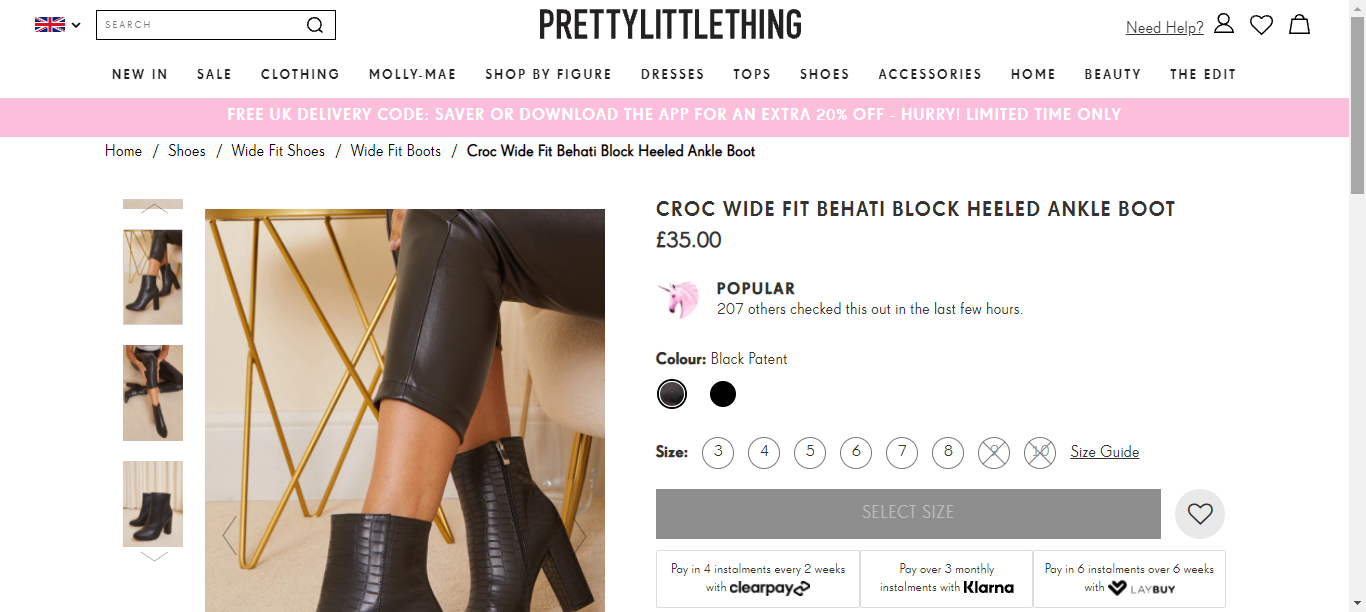 SEARCH
PRETTYLITTLETHING
Need Help?
NEW IN SALE CLOTHING MOLLY-MAE SHOP BY FIGURE DRESSES TOPS SHOES ACCESSORIES HOME BEAUTY THE EDIT
FREE UK DELIVERY CODE: SAVER OR DOWNLOAD THE APP FOR AN EXTRA 20% OFF - HURRY! LIMITED TIME ONLY
Home / Shoes / Wide Fit Shoes / Wide Fit Boots / Croc Wide Fit Behati Block Heeled Ankle Boot
CROC WIDE FIT BEHATI BLOCK HEELED ANKLE BOOT
£35.00
POPULAR
207 others checked this out in the last few hours.
Colour: Black Patent
Size: 3 4 5 6 7 8 9 10 Size Guide
SELECT SIZE
Pay in 4 instalments every 2 weeks
with clearpay
Pay over 3 monthly
instalments with Klarna
Pay in 6 instalments over 6 weeks
with LAYBUY